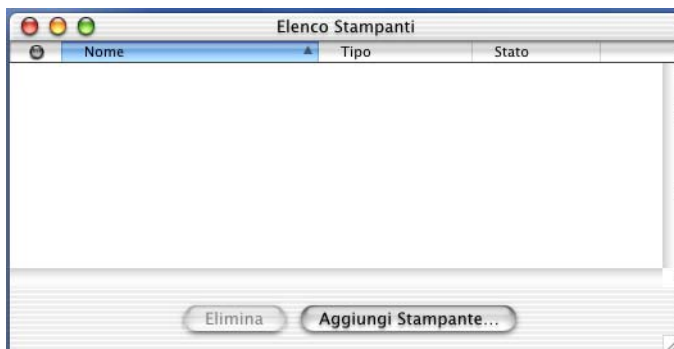 Elenco Stampanti
Nome Tipo Stato
Elimina Aggiungi Stampante...